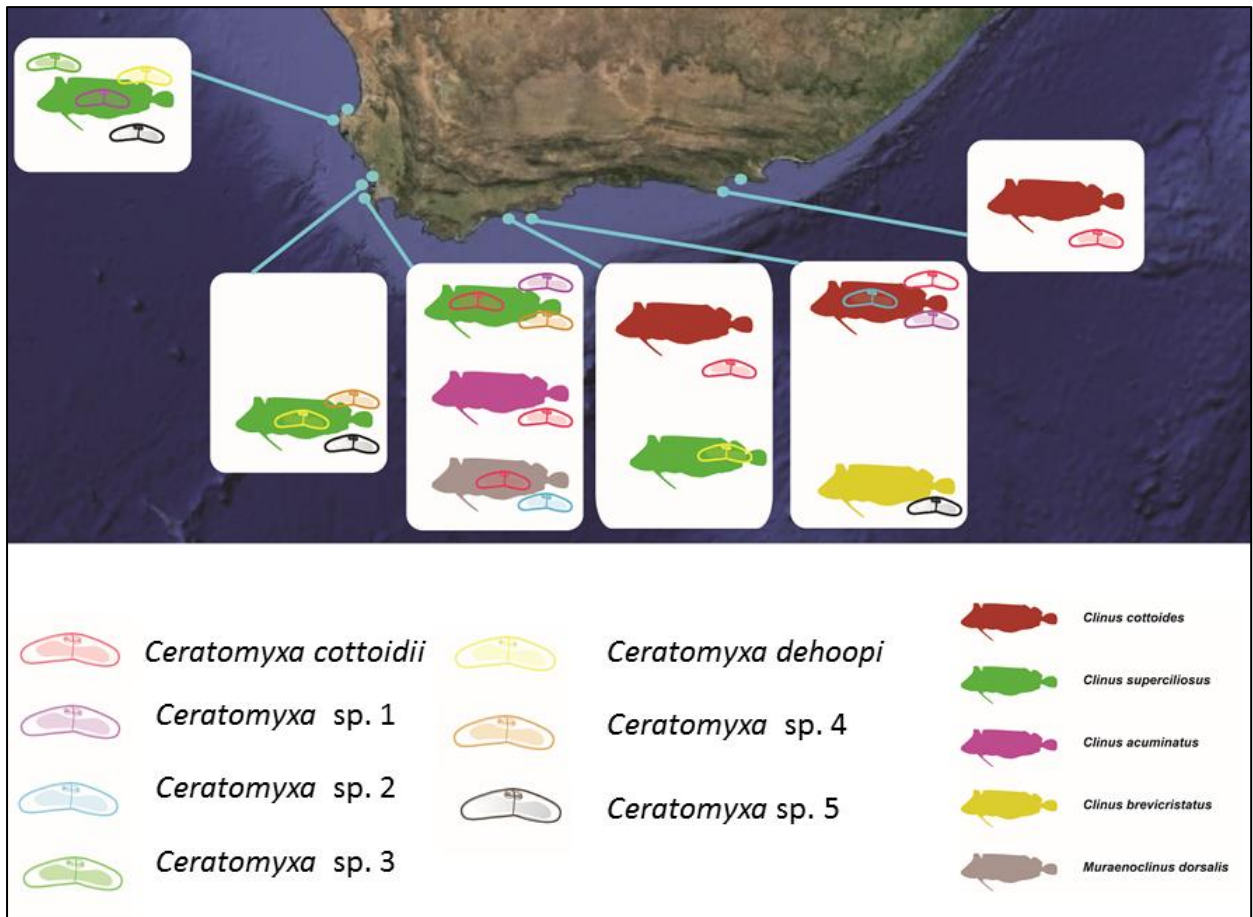 Ceratomyxa cottoidii
Ceratomyxa sp. 1
Ceratomyxa sp. 2
Ceratomyxa sp. 3
Ceratomyxa dehoopi
Ceratomyxa sp. 4
Ceratomyxa sp. 5
Clinus cottoides
Clinus superciliosus
Clinus acuminatus
Clinus brevicristatus
Muraenoclinus dorsalis